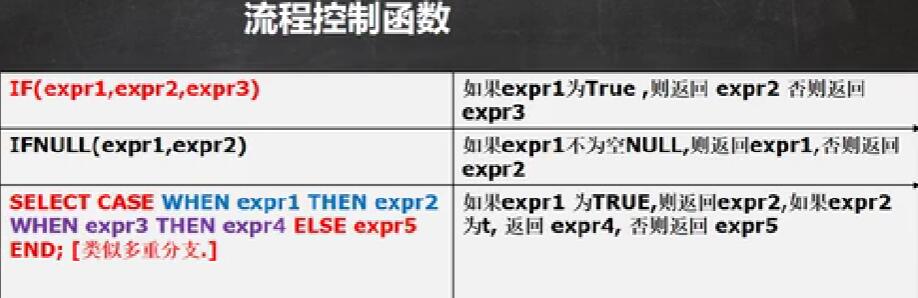 流程控制函数
IF(expr1,expr2,expr3)
如果expr1为True ,则返回 expr2 否则返回
expr3
IFNULL(expr1,expr2)
如果expr1不为空NULL,则返回expr1,否则返回
expr2
SELECT CASE WHEN expr1 THEN expr2
WHEN expr3 THEN expr4 ELSE expr5
END; [类似多重分支.]
如果expr1 为TRUE,则返回expr2,如果expr2
为t, 返回 expr4, 否则返回 expr5